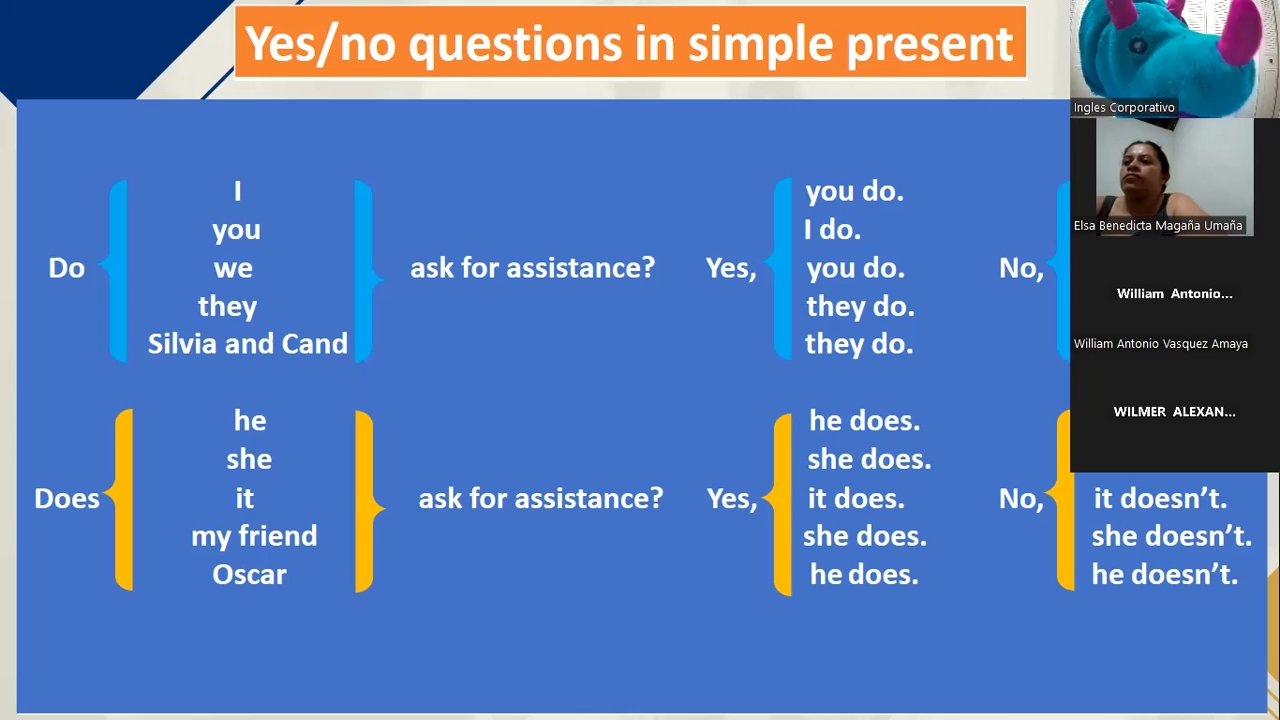 Yes/no questions in simple present
Ingles Corporativo
Elsa Benedicta Magaña Umaña
William Antonio...
William Antonio Vasquez Amaya
WILMER ALEXAN...
Do
I
you
we
they
Silvia and Cand
ask for assistance?
Yes,
you do.
I do.
you do.
they do.
they do.
No,
Does
he
she
it
my friend
Oscar
ask for assistance?
Yes,
he does.
she does.
it does.
she does.
he does.
No,
it doesn’t.
she doesn’t.
he doesn’t.